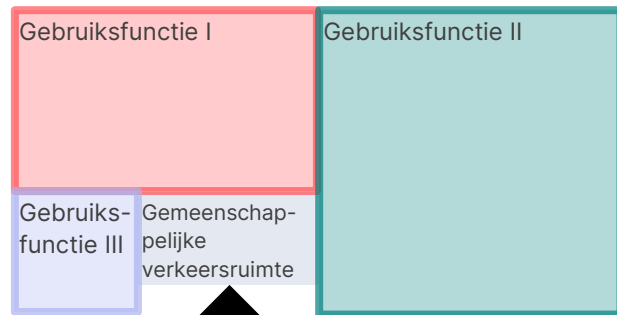 Gebruiksfunctie I
Gebruiksfunctie II
Gebruiks-
functie III
Gemeenschap-
pelijke
verkeersruimte